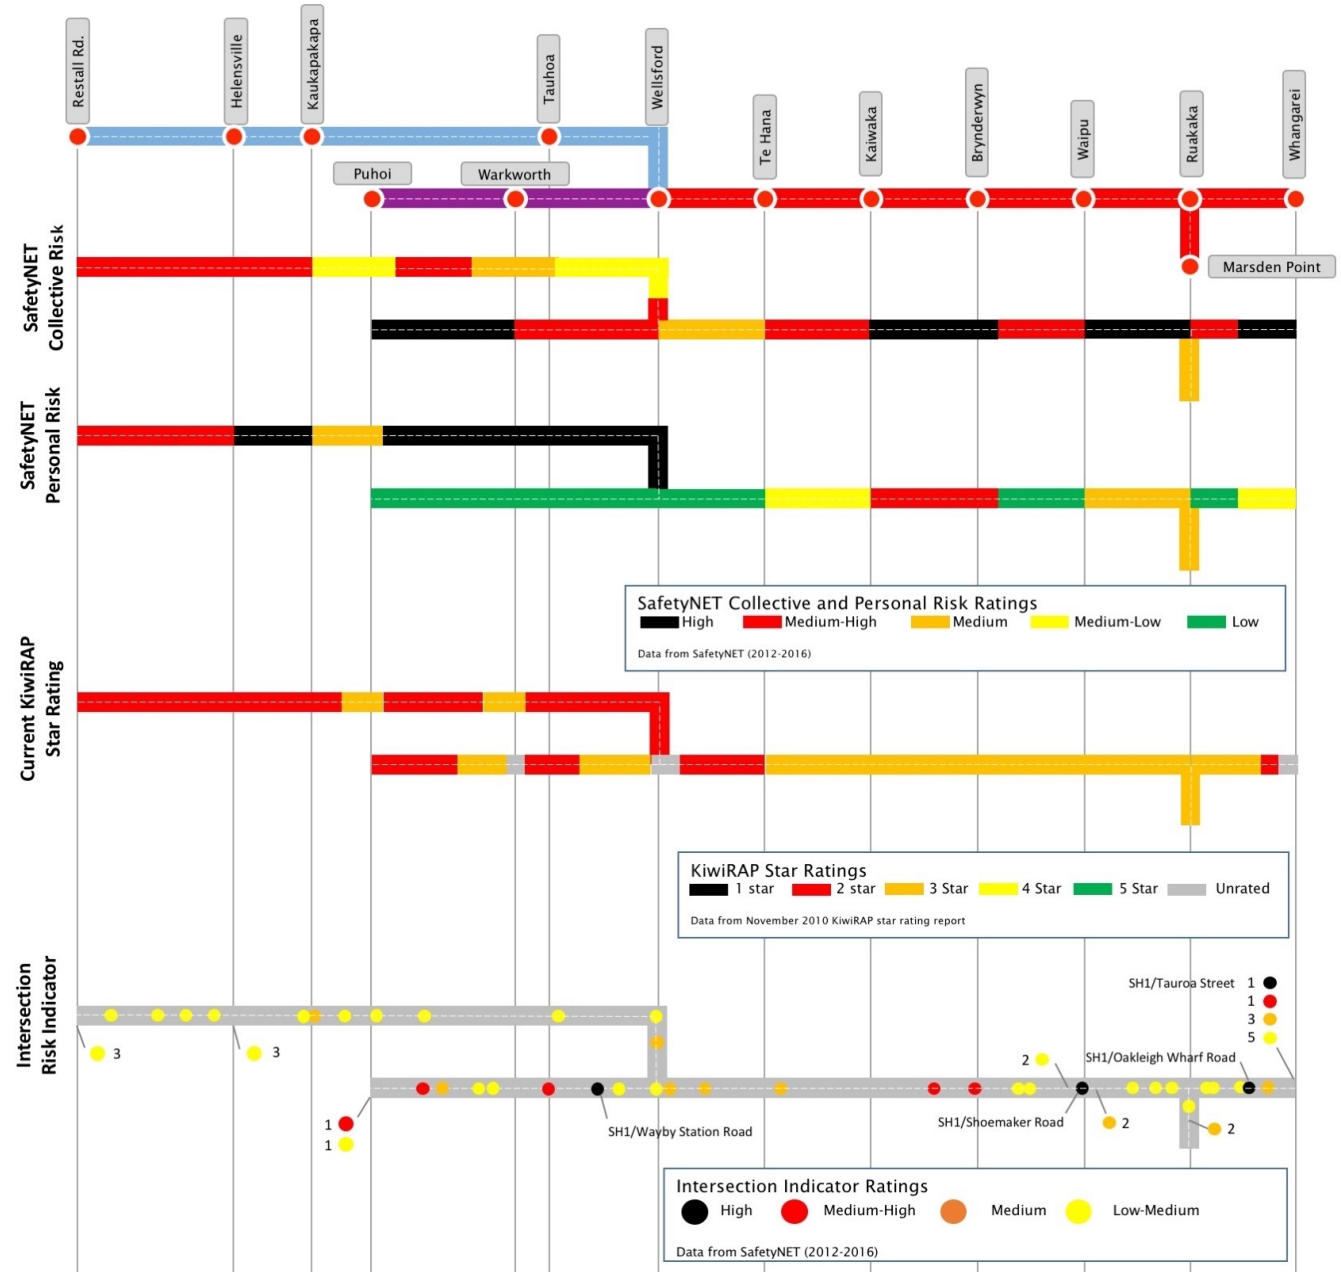 Restall Rd.
Helensville
Kaukapakapa
Tauhoa
Wellsford
Te Hana
Kaiwaka
Brynderwyn
Waipu
Ruakaka
Whangarei
Puhoi
Warkworth
Marsden Point
SafetyNET
Collective Risk
SafetyNET
Personal Risk
SafetyNET Collective and Personal Risk Ratings
High Medium-High Medium Medium-Low Low
Data from SafetyNET (2012-2016)
Current KiwiRAP
Star Rating
KiwiRAP Star Ratings
1 star 2 star 3 Star 4 Star 5 Star Unrated
Data from November 2010 KiwiRAP star rating report
Intersection
Risk Indicator
SH1/Tauroa Street 1
1
3
5
3
3
2
SH1/Oakleigh Wharf Road
1
1
SH1/Wayby Station Road
SH1/Shoemaker Road
2
2
Intersection Indicator Ratings
High Medium-High Medium Low-Medium
Data from SafetyNET (2012-2016)